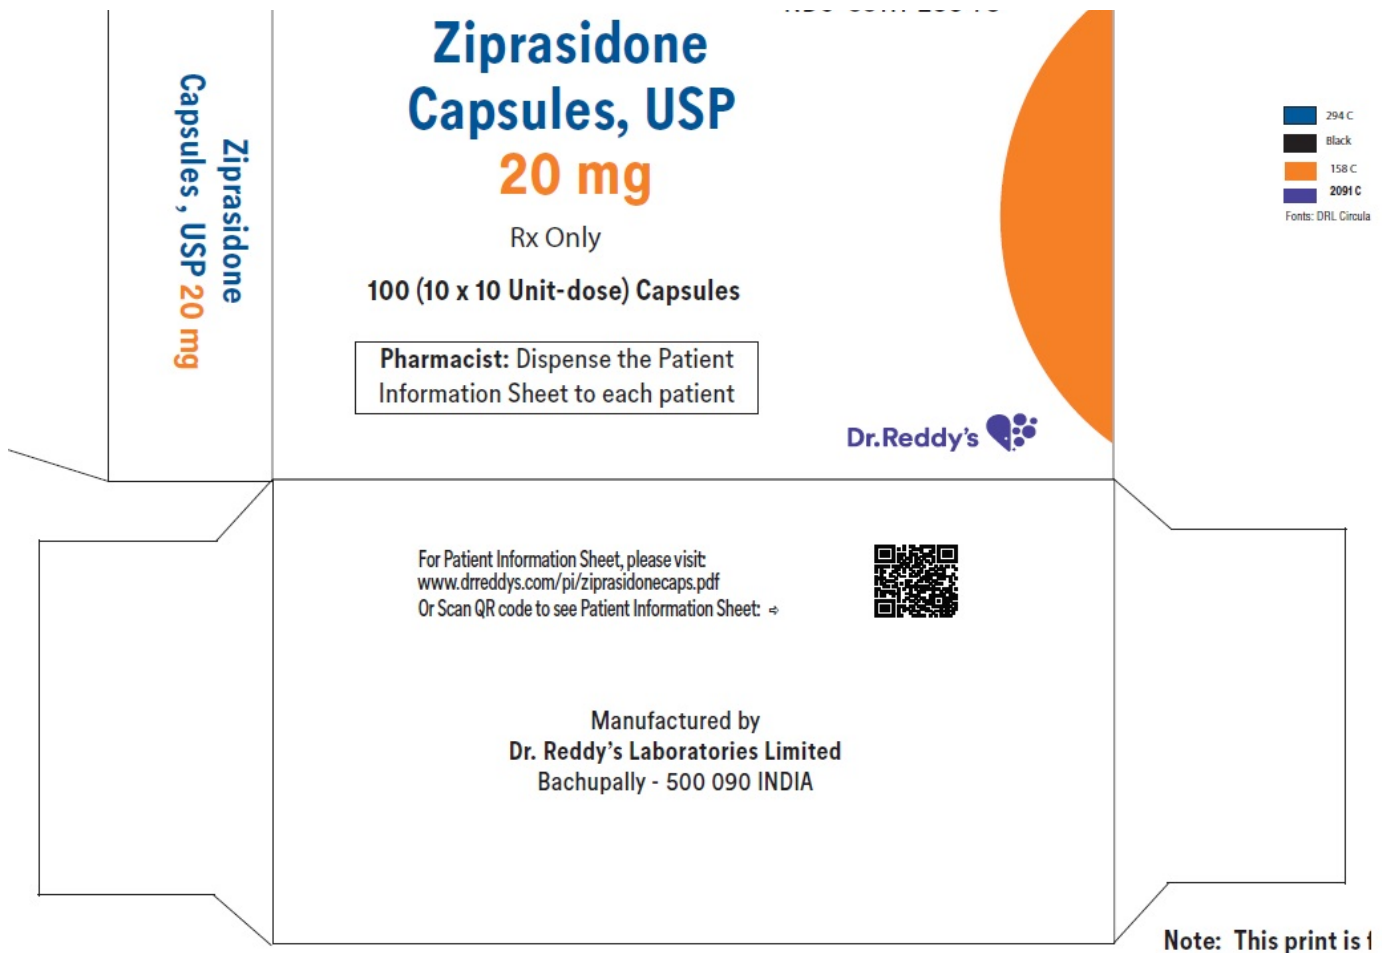 Ziprasidone
Capsules, USP
20 mg
Rx Only
100 (10 x 10 Unit-dose) Capsules
Pharmacist: Dispense the Patient
Information Sheet to each patient
Dr.Reddy's
Ziprasidone
Capsules , USP 20 mg
294 C
Black
158 C
2091 C
Fonts: DRL Circula
For Patient Information Sheet, please visit:
www.drreddys.com/pi/ziprasidonecaps.pdf
Or Scan QR code to see Patient Information Sheet: ➪
Manufactured by
Dr. Reddy's Laboratories Limited
Bachupally - 500 090 INDIA
Note: This print is